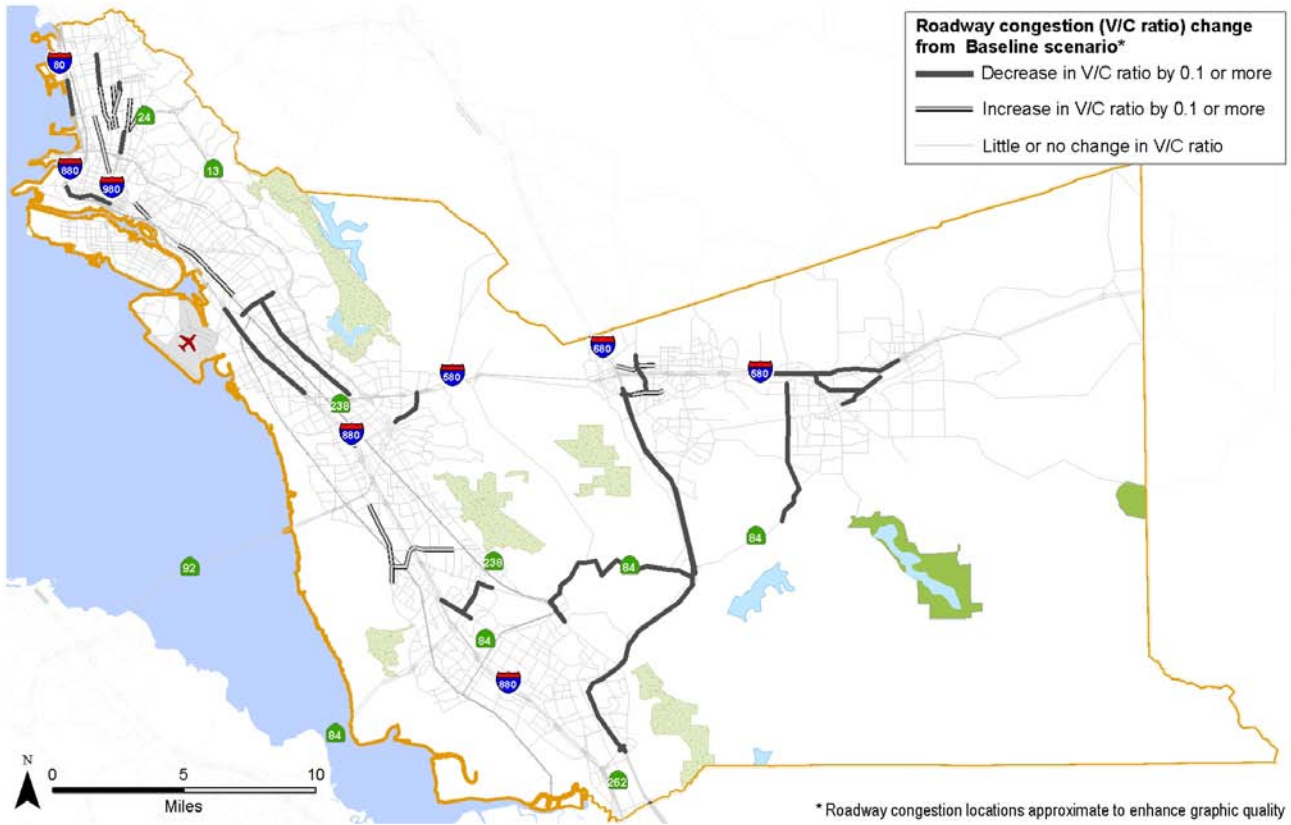 Roadway congestion (V/C ratio) change
from Baseline scenario*
Decrease in V/C ratio by 0.1 or more
Increase in V/C ratio by 0.1 or more
Little or no change in V/C ratio
80
24
13
880
980
680
580
580
238
880
92
238
84
84
84
880
84
262
N
0 5 10
Miles
* Roadway congestion locations approximate to enhance graphic quality